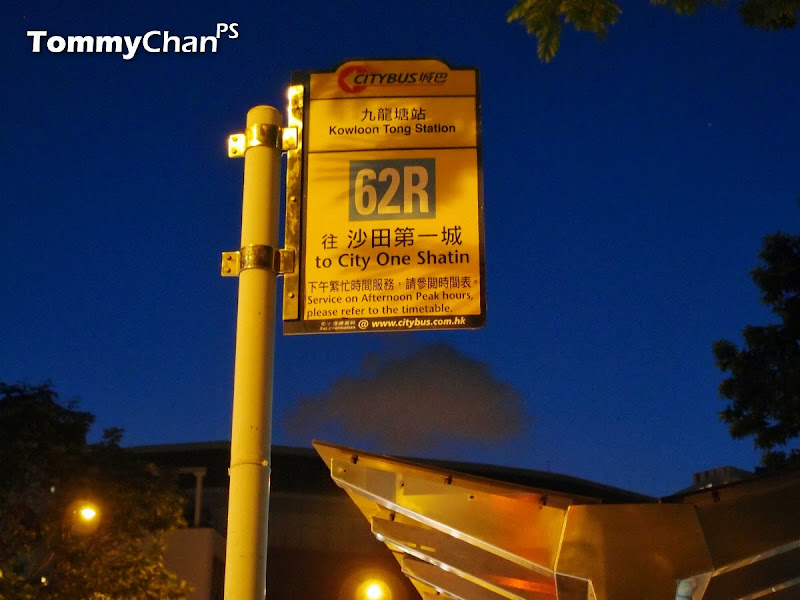 TommyChanPS
CITYBUS 城巴
九龍塘站
Kowloon Tong Station
62R
往 沙田第一城
to City One Shatin
下午繁忙時間服務，請參閱時間表。
Service on Afternoon Peak hours,
please refer to the timetable.
@ www.citybus.com.hk